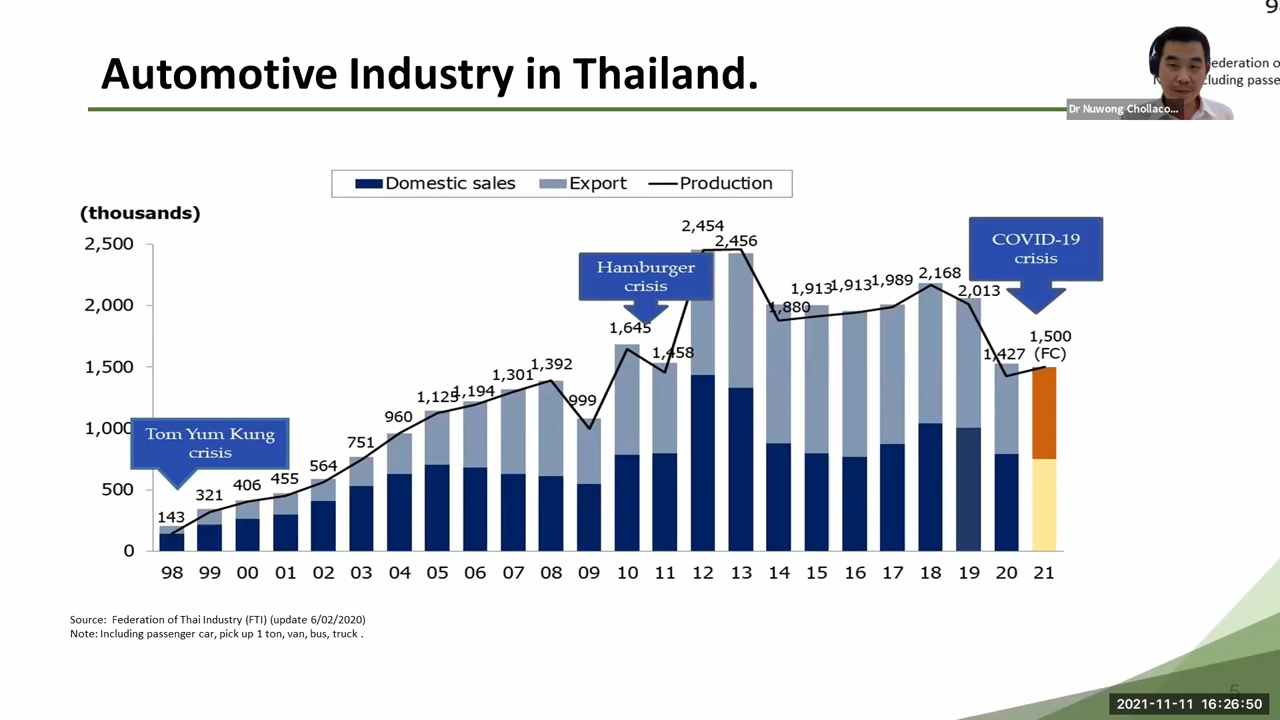 9
Automotive Industry in Thailand.
ederation o
cluding passe
Dr Nuwong Chollaco...
Domestic sales Export Production
(thousands)
2,500
2,000
1,500
1,000
500
0
Tom Yum Kung
crisis
Hamburger
crisis
COVID-19
crisis
143
321
406
455
564
751
960
1,125
1,194
1,301
1,392
999
1,645
1,458
2,454
2,456
1,880
1,913
1,913
1,989
2,168
2,013
1,427
1,500
(FC)
98 99 00 01 02 03 04 05 06 07 08 09 10 11 12 13 14 15 16 17 18 19 20 21
Source: Federation of Thai Industry (FTI) (update 6/02/2020)
Note: Including passenger car, pick up 1 ton, van, bus, truck .
5
2021-11-11 16:26:50